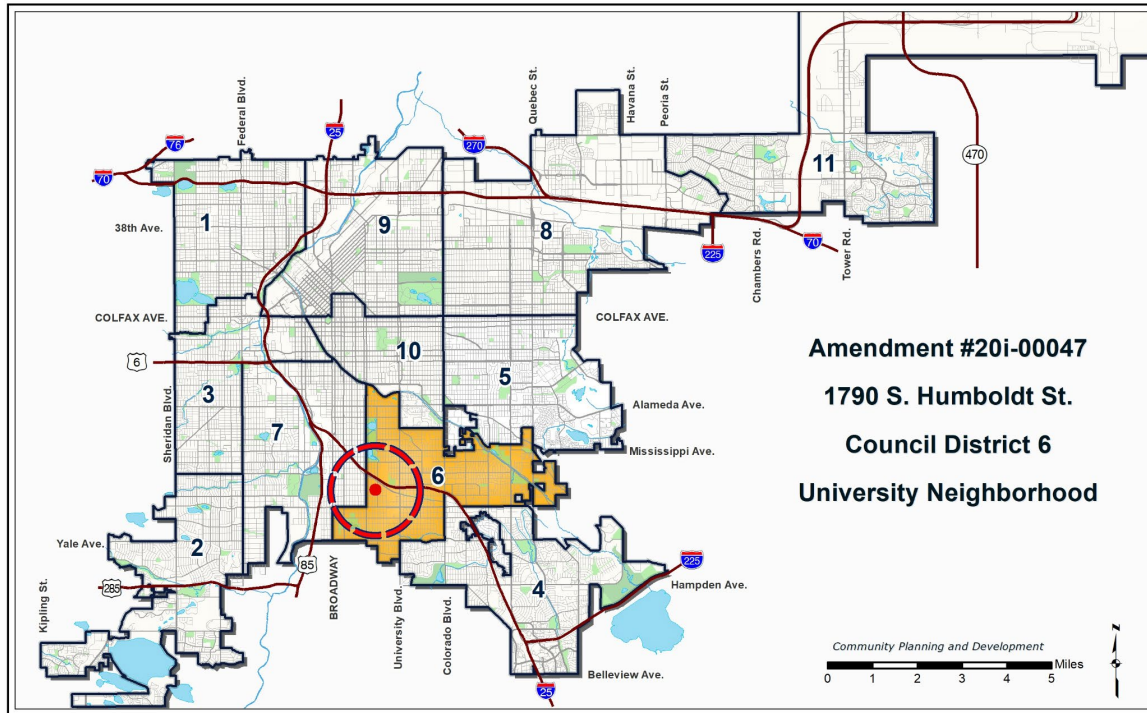 Federal Blvd.
Quebec St.
Havana St.
Peoria St.
76
25
270
70
11
470
1
38th Ave.
9
8
225
Chambers Rd.
70
Tower Rd.
COLFAX AVE.
COLFAX AVE.
10
6
3
5
Sheridan Blvd.
7
Alameda Ave.
Mississippi Ave.
6
Yale Ave.
2
285
85
BROADWAY
University Blvd.
Colorado Blvd.
4
225
Hampden Ave.
Kipling St.
Belleview Ave.
25
Amendment #20i-00047
1790 S. Humboldt St.
Council District 6
University Neighborhood
Community Planning and Development
Miles
0 1 2 3 4 5
N